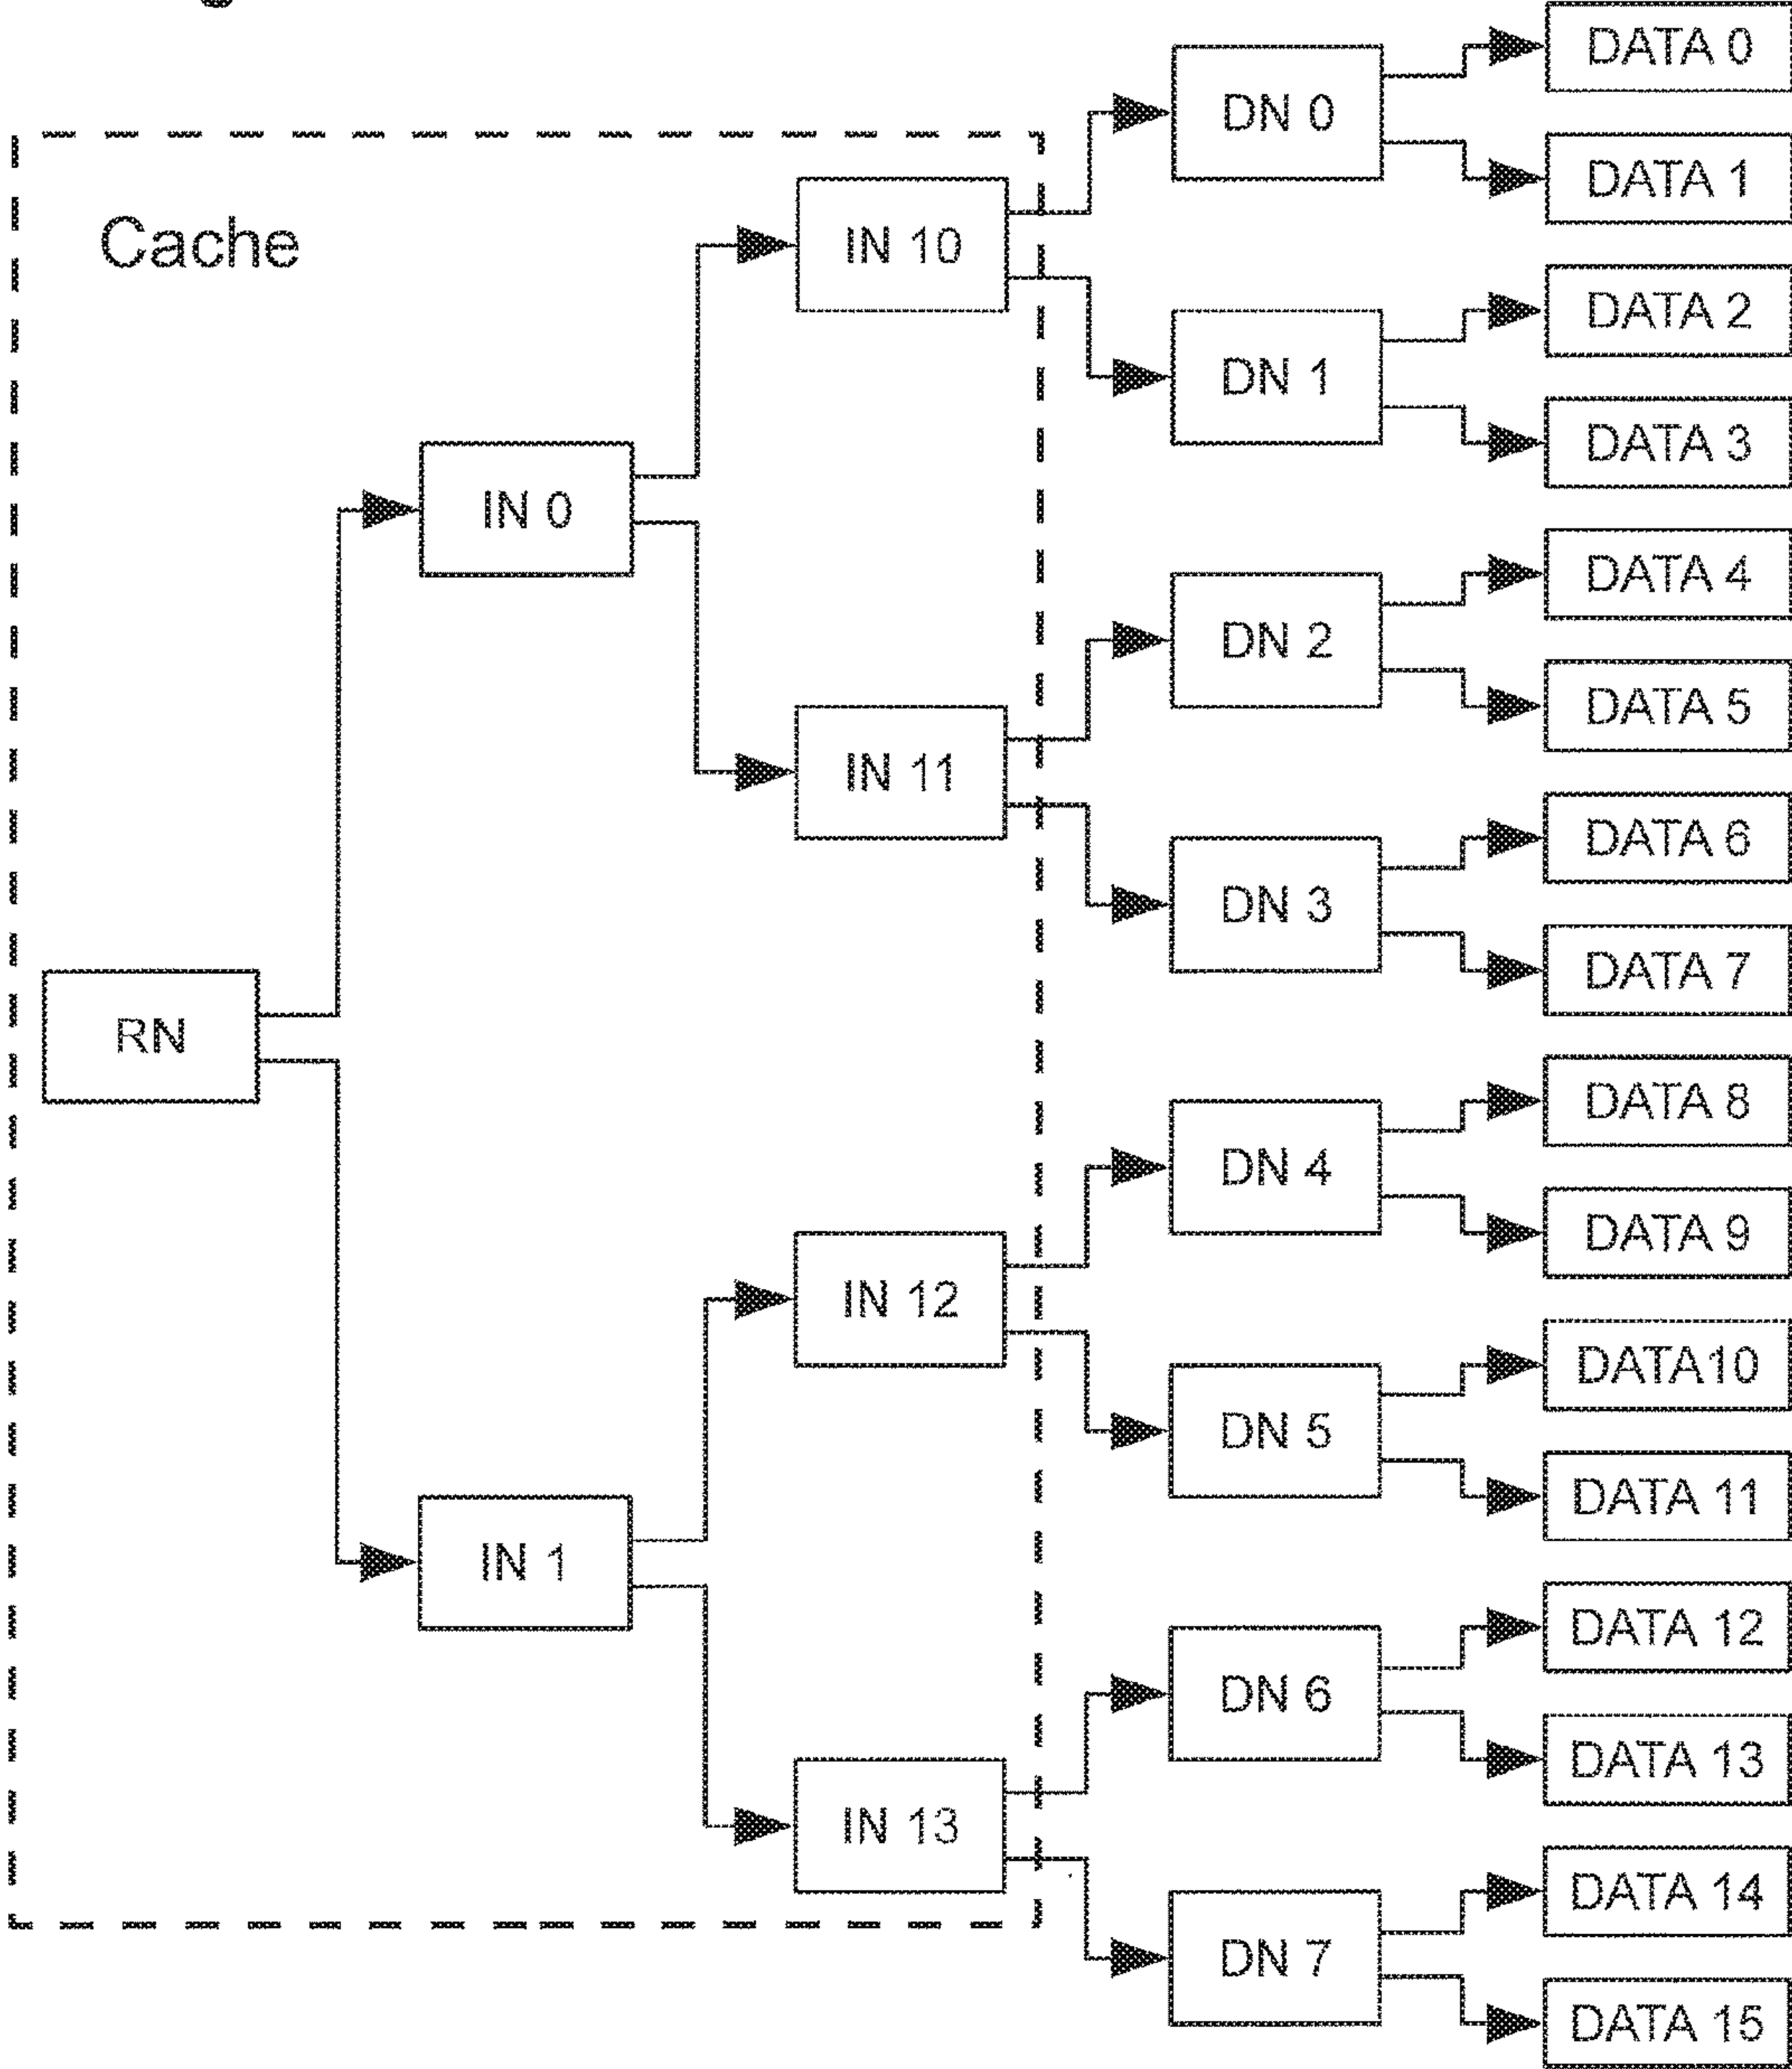 Cache
RN
IN 0
IN 1
IN 10
IN 11
IN 12
IN 13
DN 0
DN 1
DN 2
DN 3
DN 4
DN 5
DN 6
DN 7
DATA 0
DATA 1
DATA 2
DATA 3
DATA 4
DATA 5
DATA 6
DATA 7
DATA 8
DATA 9
DATA10
DATA 11
DATA 12
DATA 13
DATA 14
DATA 15